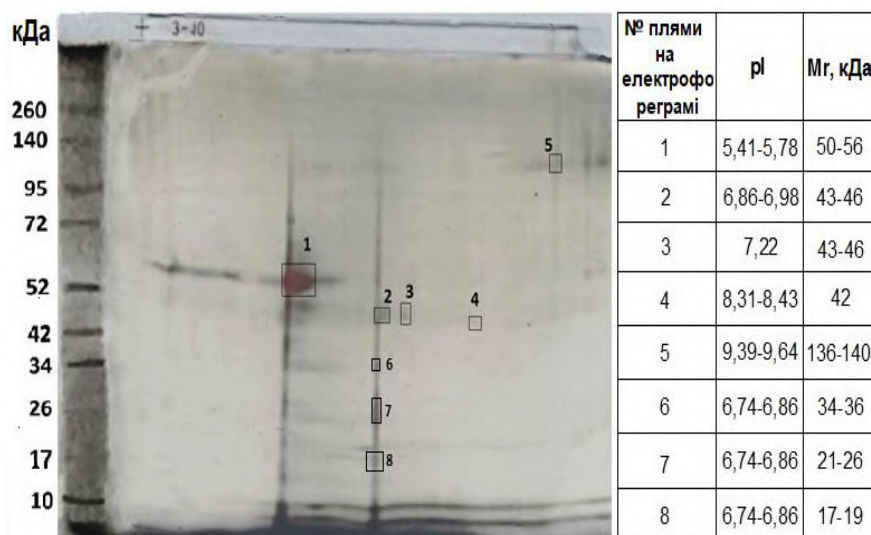 кДа
+ 3-10
260
140
95
72
52
42
34
26
17
10
1
2
3
4
5
6
7
8
№ плями
на
електрофо
реграмі
pI
Mr, кДа
1 5,41-5,78 50-56
2 6,86-6,98 43-46
3 7,22 43-46
4 8,31-8,43 42
5 9,39-9,64 136-140
6 6,74-6,86 34-36
7 6,74-6,86 21-26
8 6,74-6,86 17-19